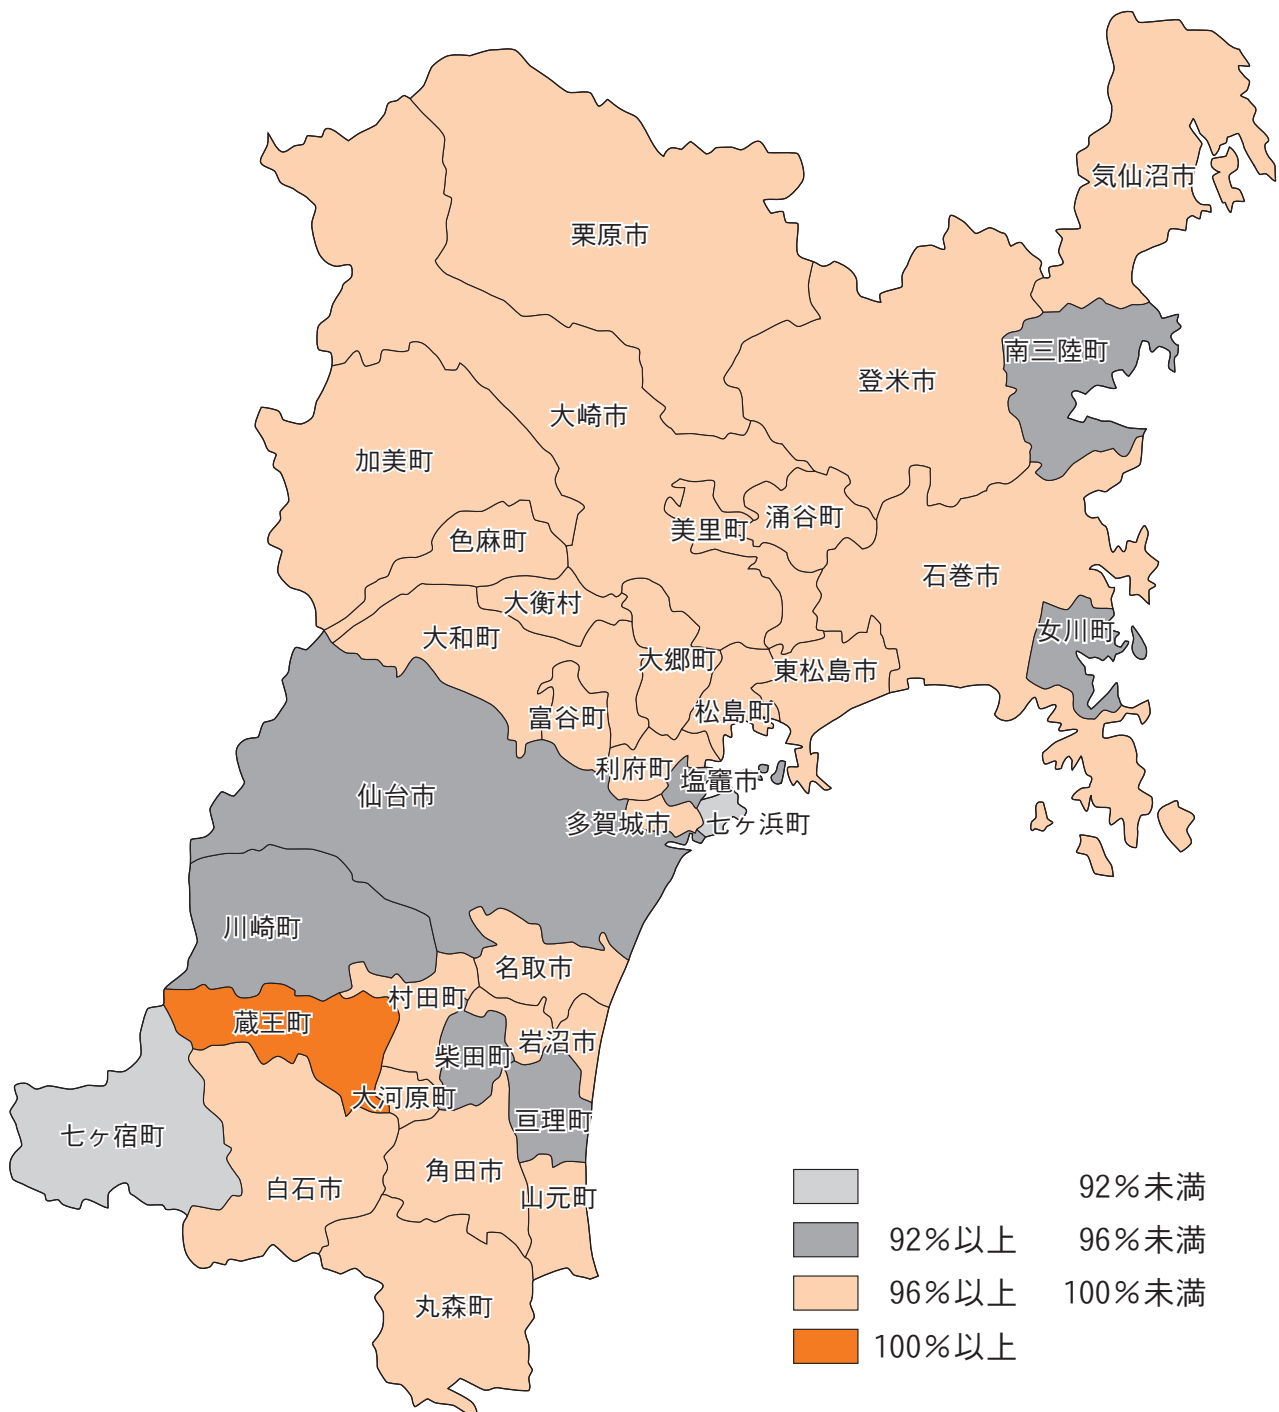 気仙沼市
栗原市
南三陸町
登米市
大崎市
加美町
涌谷町
美里町
色麻町
石巻市
大衡村
女川町
大和町
大郷町
東松島市
松島町
富谷町
利府町
塩竈市
仙台市
多賀城市
七ヶ浜町
川崎町
名取市
村田町
蔵王町
岩沼市
柴田町
大河原町
亘理町
七ヶ宿町
角田市
白石市
山元町
丸森町
92%未満
92%以上 96%未満
96%以上 100%未満
100%以上